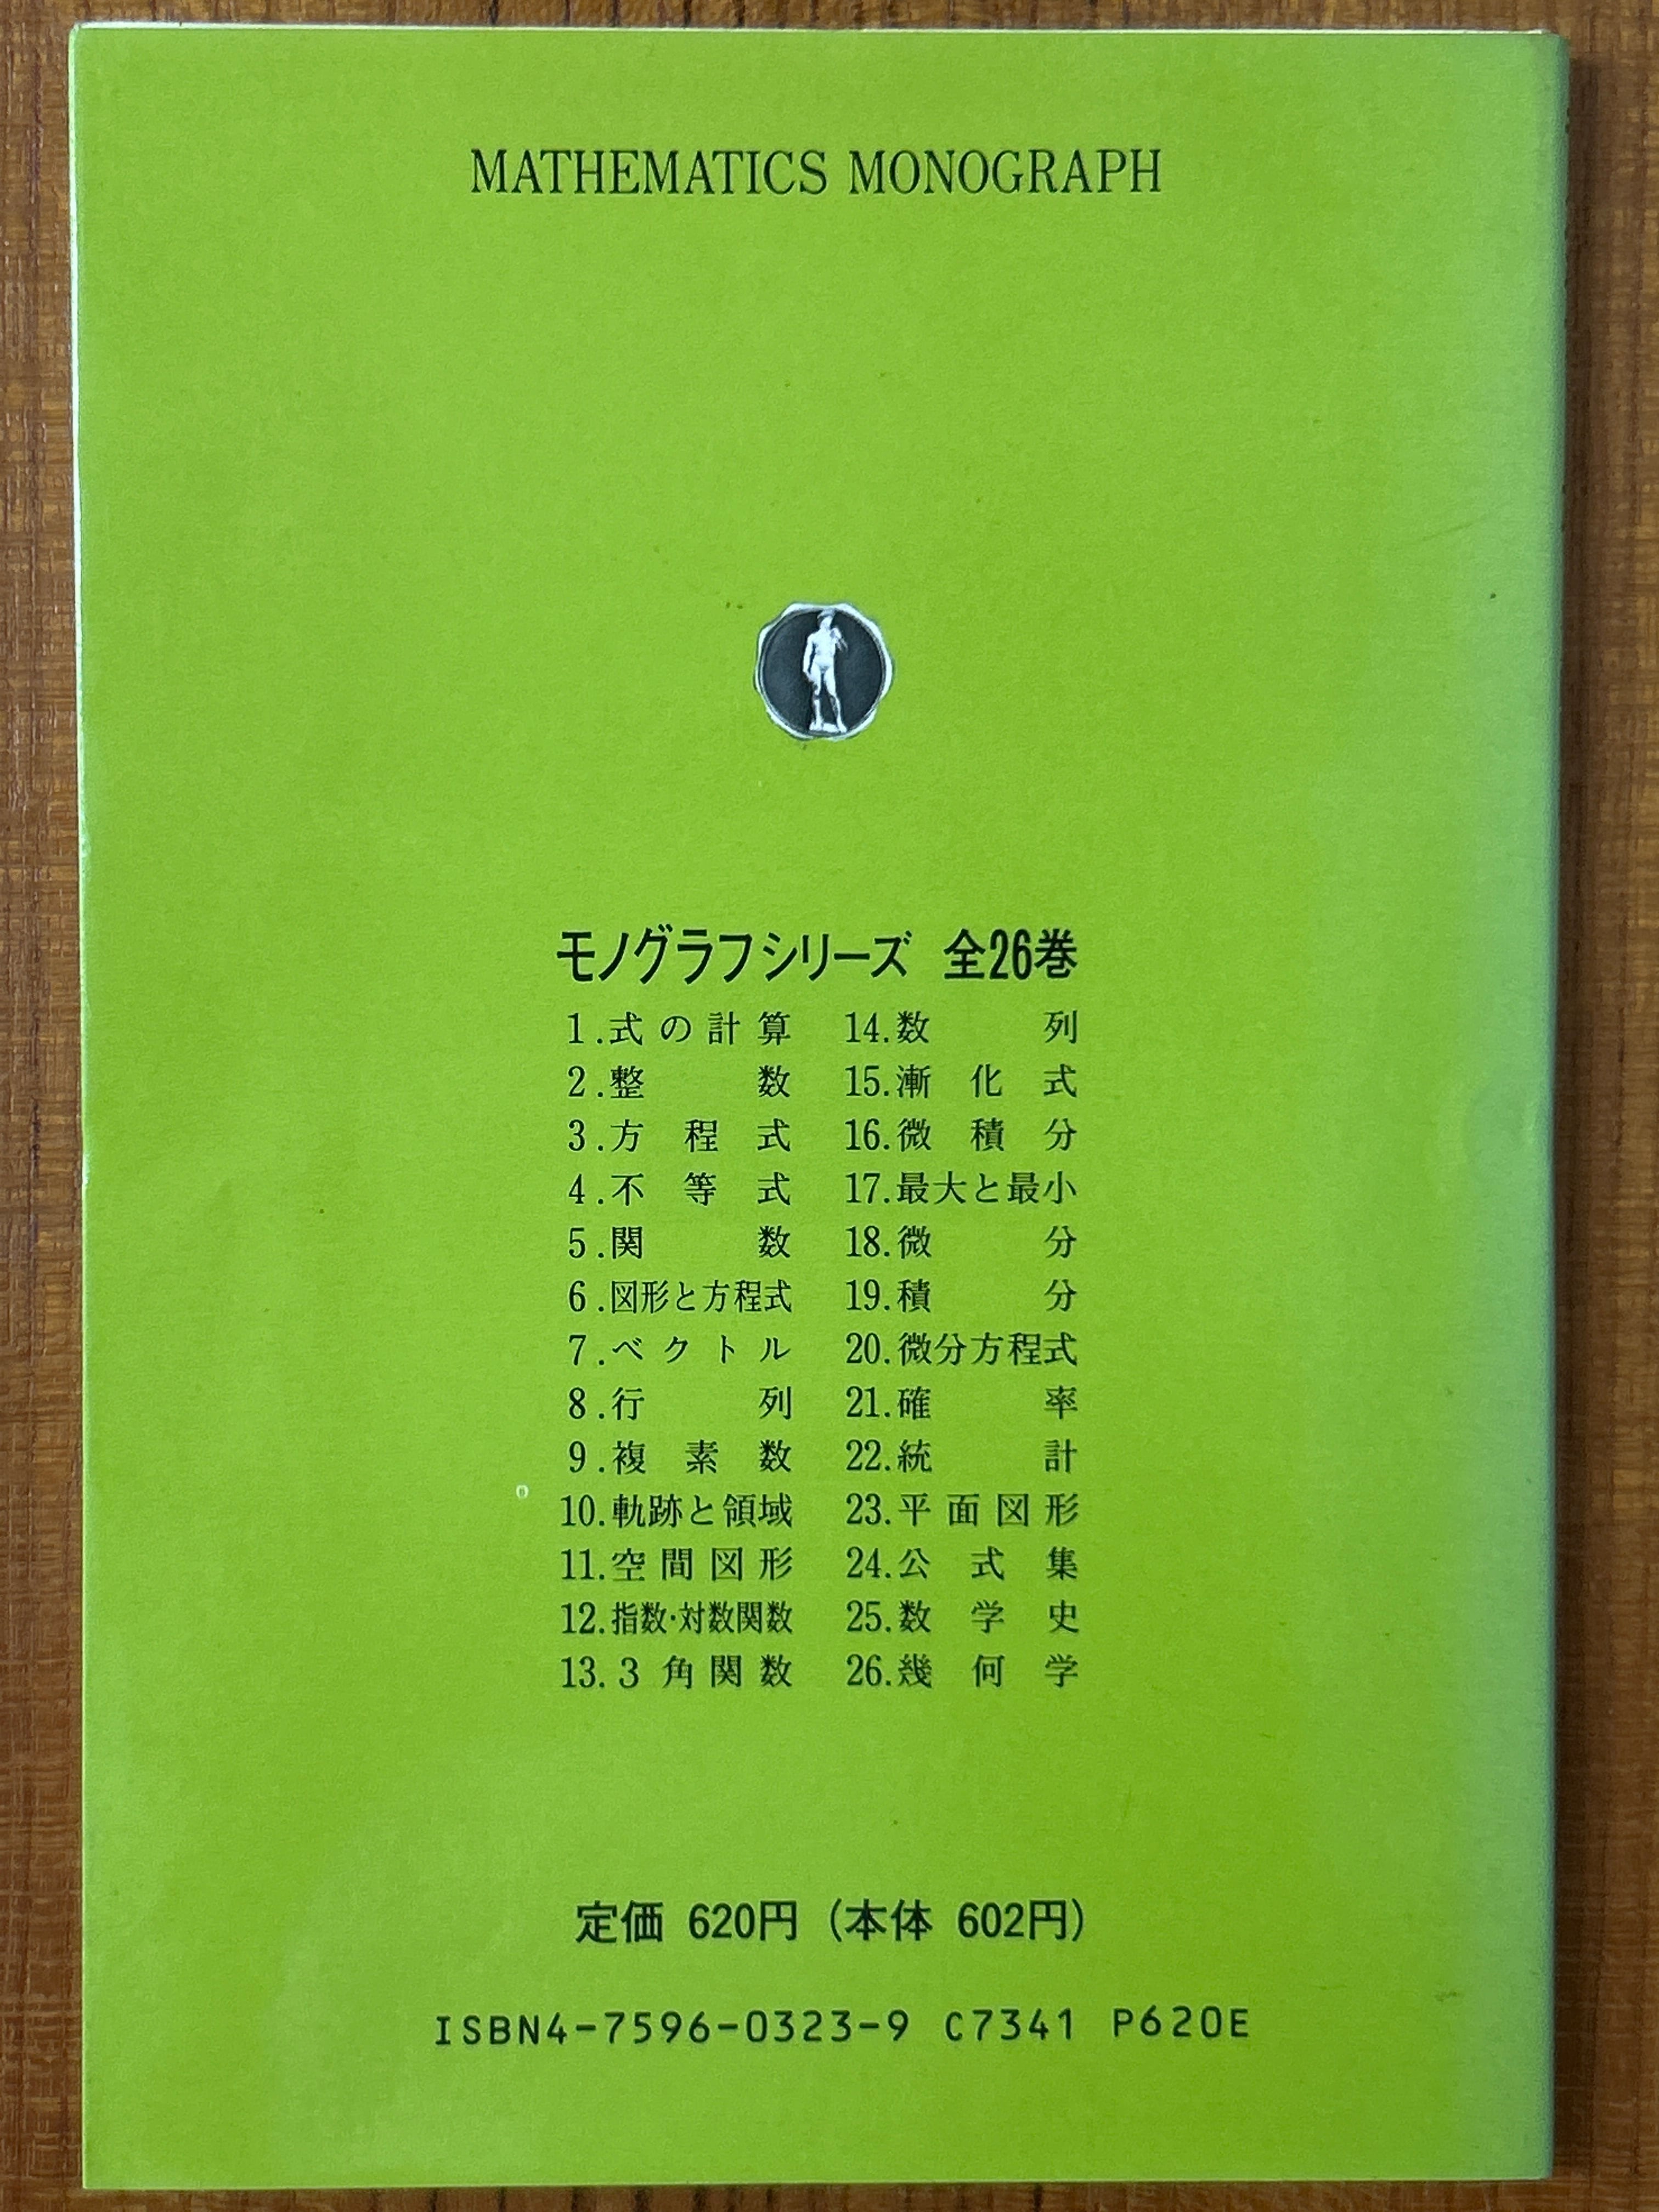 MATHEMATICS MONOGRAPH
モノグラフシリーズ 全26巻
1.式の計算
2.整数
3.方程式
4.不等式
5.関数
6.図形と方程式
7.ベクトル
8.行列
9.複素数
10.軌跡と領域
11.空間図形
12.指数・対数関数
13.3角関数
14.数列
15.漸化式
16.微積分
17.最大と最小
18.微分
19.積分
20.微分方程式
21.確率
22.統計
23.平面図形
24.公式集
25.数学史
26.幾何学
定価 620円（本体 602円）
ISBN4-7596-0323-9 C7341 P620E